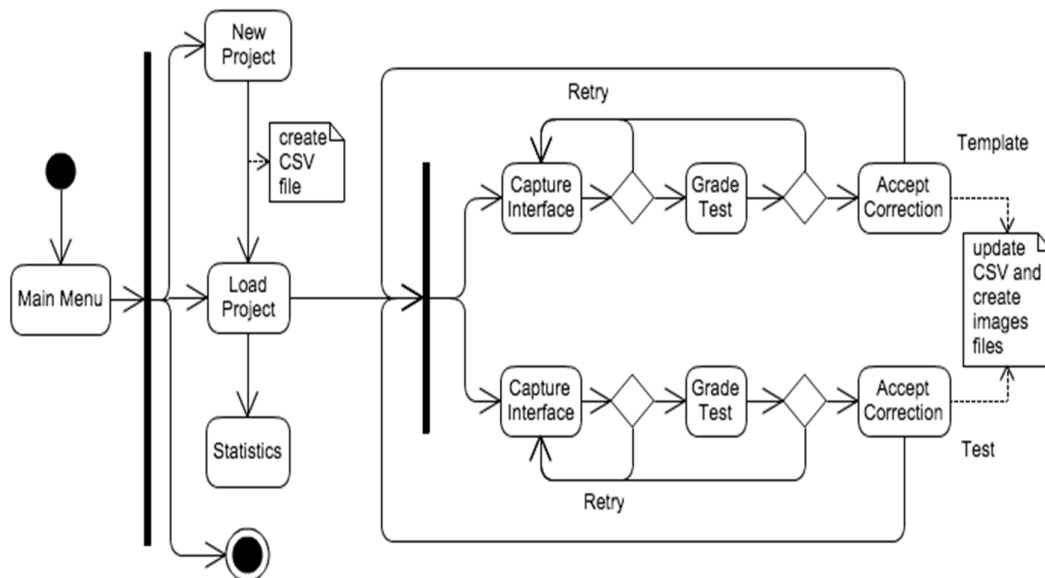 New
Project
create
CSV
file
Main Menu
Load
Project
Statistics
Retry
Capture
Interface
Grade
Test
Accept
Correction
Template
update
CSV and
create
images
files
Capture
Interface
Grade
Test
Accept
Correction
Test
Retry